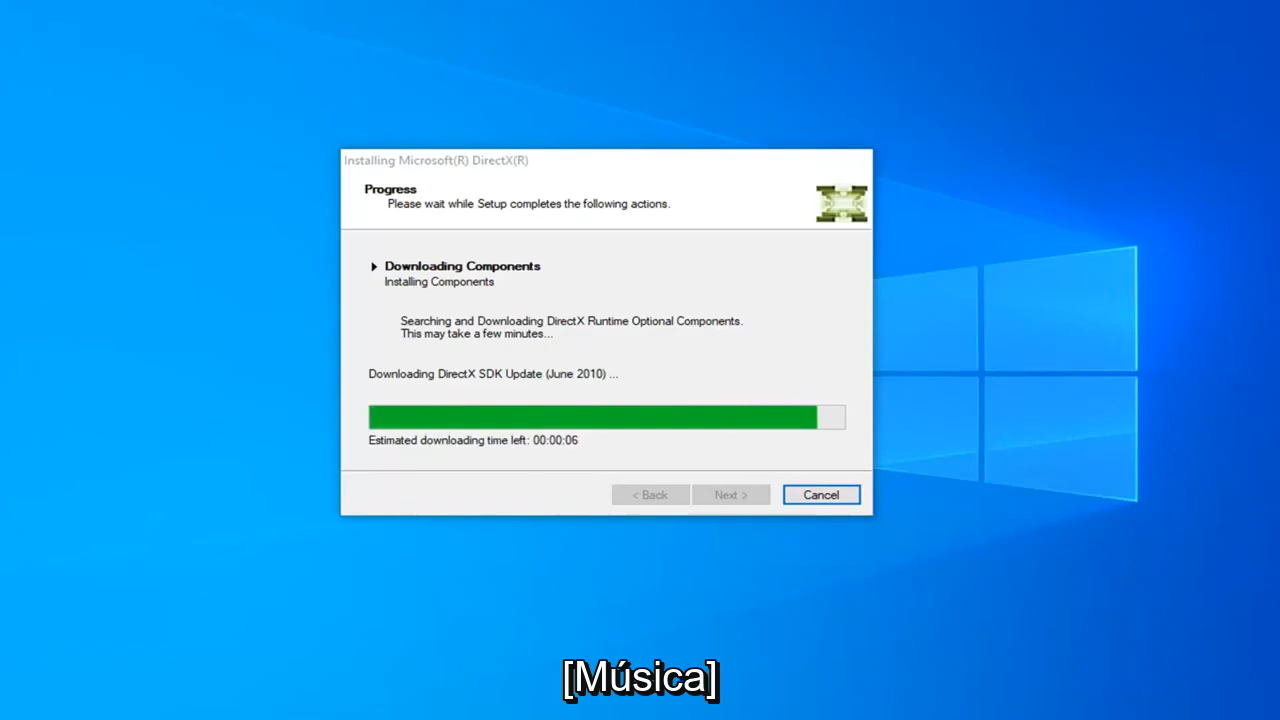 Installing Microsoft(R) DirectX(R)
Progress
Please wait while Setup completes the following actions.
Downloading Components
Installing Components
Searching and Downloading DirectX Runtime Optional Components.
This may take a few minutes...
Downloading DirectX SDK Update (June 2010) ...
Estimated downloading time left: 00:00:06
< Back
Next >
Cancel
[Música]